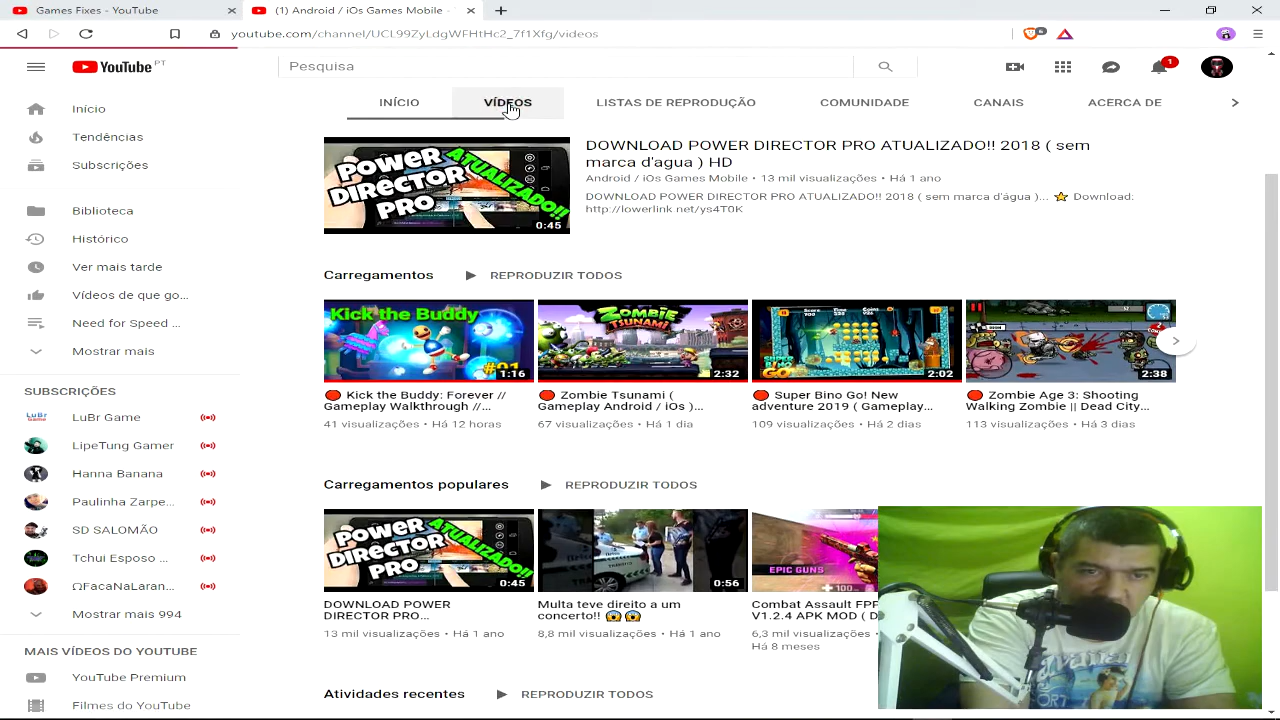 Games Fixes - YouTube
(1) Android / iOs Games Mobile -
youtube.com/channel/UCL99ZyLdgWFHtHc2_7f1Xfg/videos
6
YouTube PT
Pesquisa
1
INÍCIO
VÍDEOS
LISTAS DE REPRODUÇÃO
COMUNIDADE
CANAIS
ACERCA DE
Início
Tendências
Subscrições
Biblioteca
Histórico
Ver mais tarde
Vídeos de que go...
Need for Speed ...
Mostrar mais
SUBSCRIÇÕES
LuBr Game
LipeTung Gamer
Hanna Banana
Paulinha Zarpe...
SD SALOMÃO
Tchui Esposo ...
ΩFacaNaLaran...
Mostrar mais 994
MAIS VÍDEOS DO YOUTUBE
YouTube Premium
Filmes do YouTube
POWER DIRECTOR PRO ATUALIZADO!!
0:45
DOWNLOAD POWER DIRECTOR PRO ATUALIZADO!! 2018 ( sem
marca d'agua ) HD
Android / iOs Games Mobile • 13 mil visualizações • Há 1 ano
DOWNLOAD POWER DIRECTOR PRO ATUALIZADO!! 2018 ( sem marca d'água )... ⭐ Download:
http://lowerlink.net/ys4T0K
Carregamentos
REPRODUZIR TODOS
Kick the Buddy
#01
1:16
🔴 Kick the Buddy: Forever //
Gameplay Walkthrough //...
41 visualizações • Há 12 horas
ZOMBIE TSUNAMI
2:32
🔴 Zombie Tsunami (
Gameplay Android / iOs )...
67 visualizações • Há 1 dia
SUPER BINO GO
2:02
🔴 Super Bino Go! New
adventure 2019 ( Gameplay...
109 visualizações • Há 2 dias
2:38
🔴 Zombie Age 3: Shooting
Walking Zombie || Dead City...
113 visualizações • Há 3 dias
Carregamentos populares
REPRODUZIR TODOS
POWER DIRECTOR PRO ATUALIZADO!!
0:45
DOWNLOAD POWER
DIRECTOR PRO...
13 mil visualizações • Há 1 ano
0:56
Multa teve direito a um
concerto!! 😱 😱
8,8 mil visualizações • Há 1 ano
EPIC GUNS
100
Combat Assault FPP
V1.2.4 APK MOD ( D
6,3 mil visualizações
Há 8 meses
Atividades recentes
REPRODUZIR TODOS